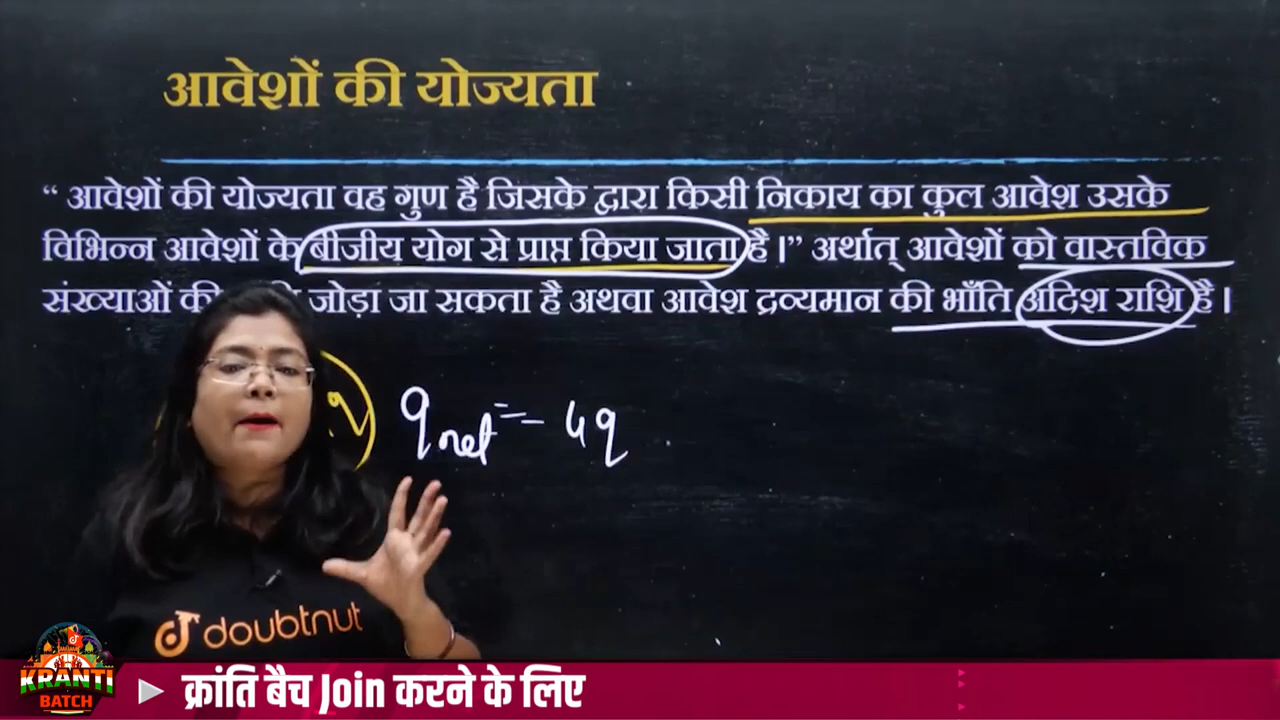 आवेशों की योज्यता
“ आवेशों की योज्यता वह गुण है जिसके द्वारा किसी निकाय का कुल आवेश उसके
विभिन्न आवेशों के बीजीय योग से प्राप्त किया जाता है ।” अर्थात् आवेशों को वास्तविक
संख्याओं की जोड़ा जा सकता है अथवा आवेश द्रव्यमान की भाँति अदिश राशि है ।
q net = - 4q
doubtnut
KRANTI
BATCH
क्रांति बैच Join करने के लिए